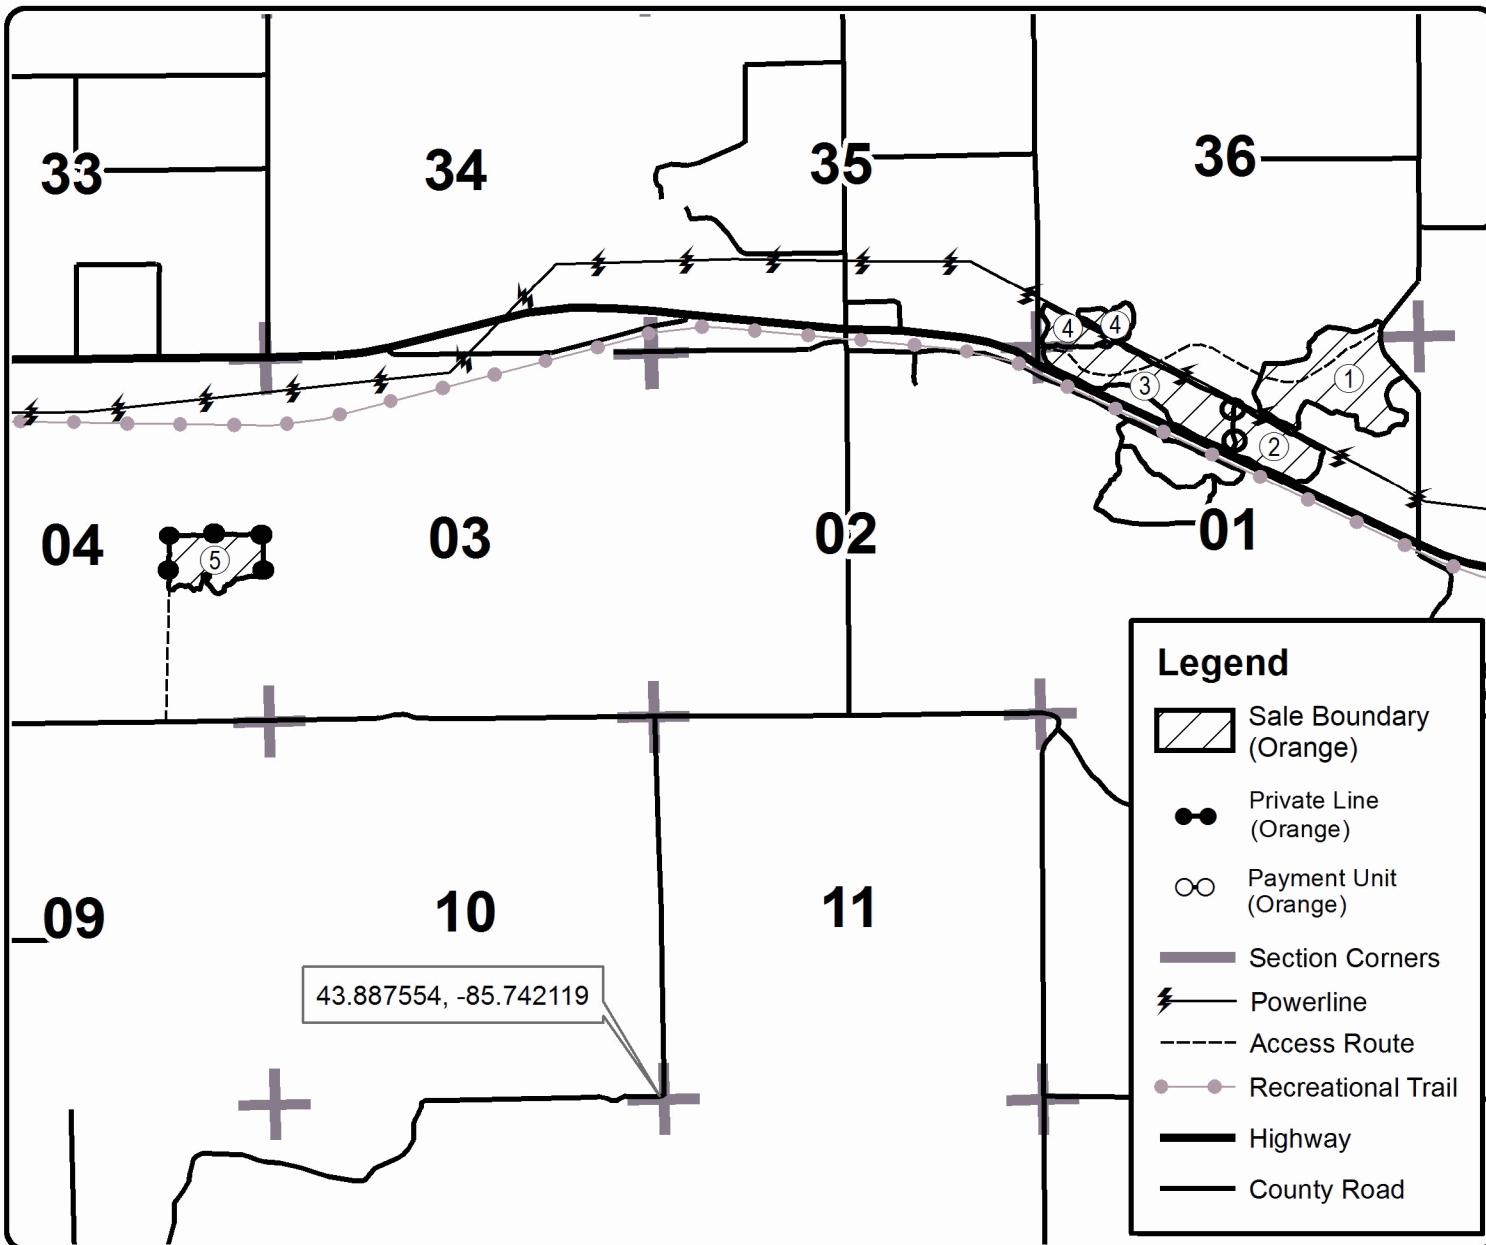 33
34
35
36
4
4
3
1
2
04
5
03
02
01
09
10
11
43.887554, -85.742119
Legend
Sale Boundary
(Orange)
Private Line
(Orange)
Payment Unit
(Orange)
Section Corners
Powerline
Access Route
Recreational Trail
Highway
County Road